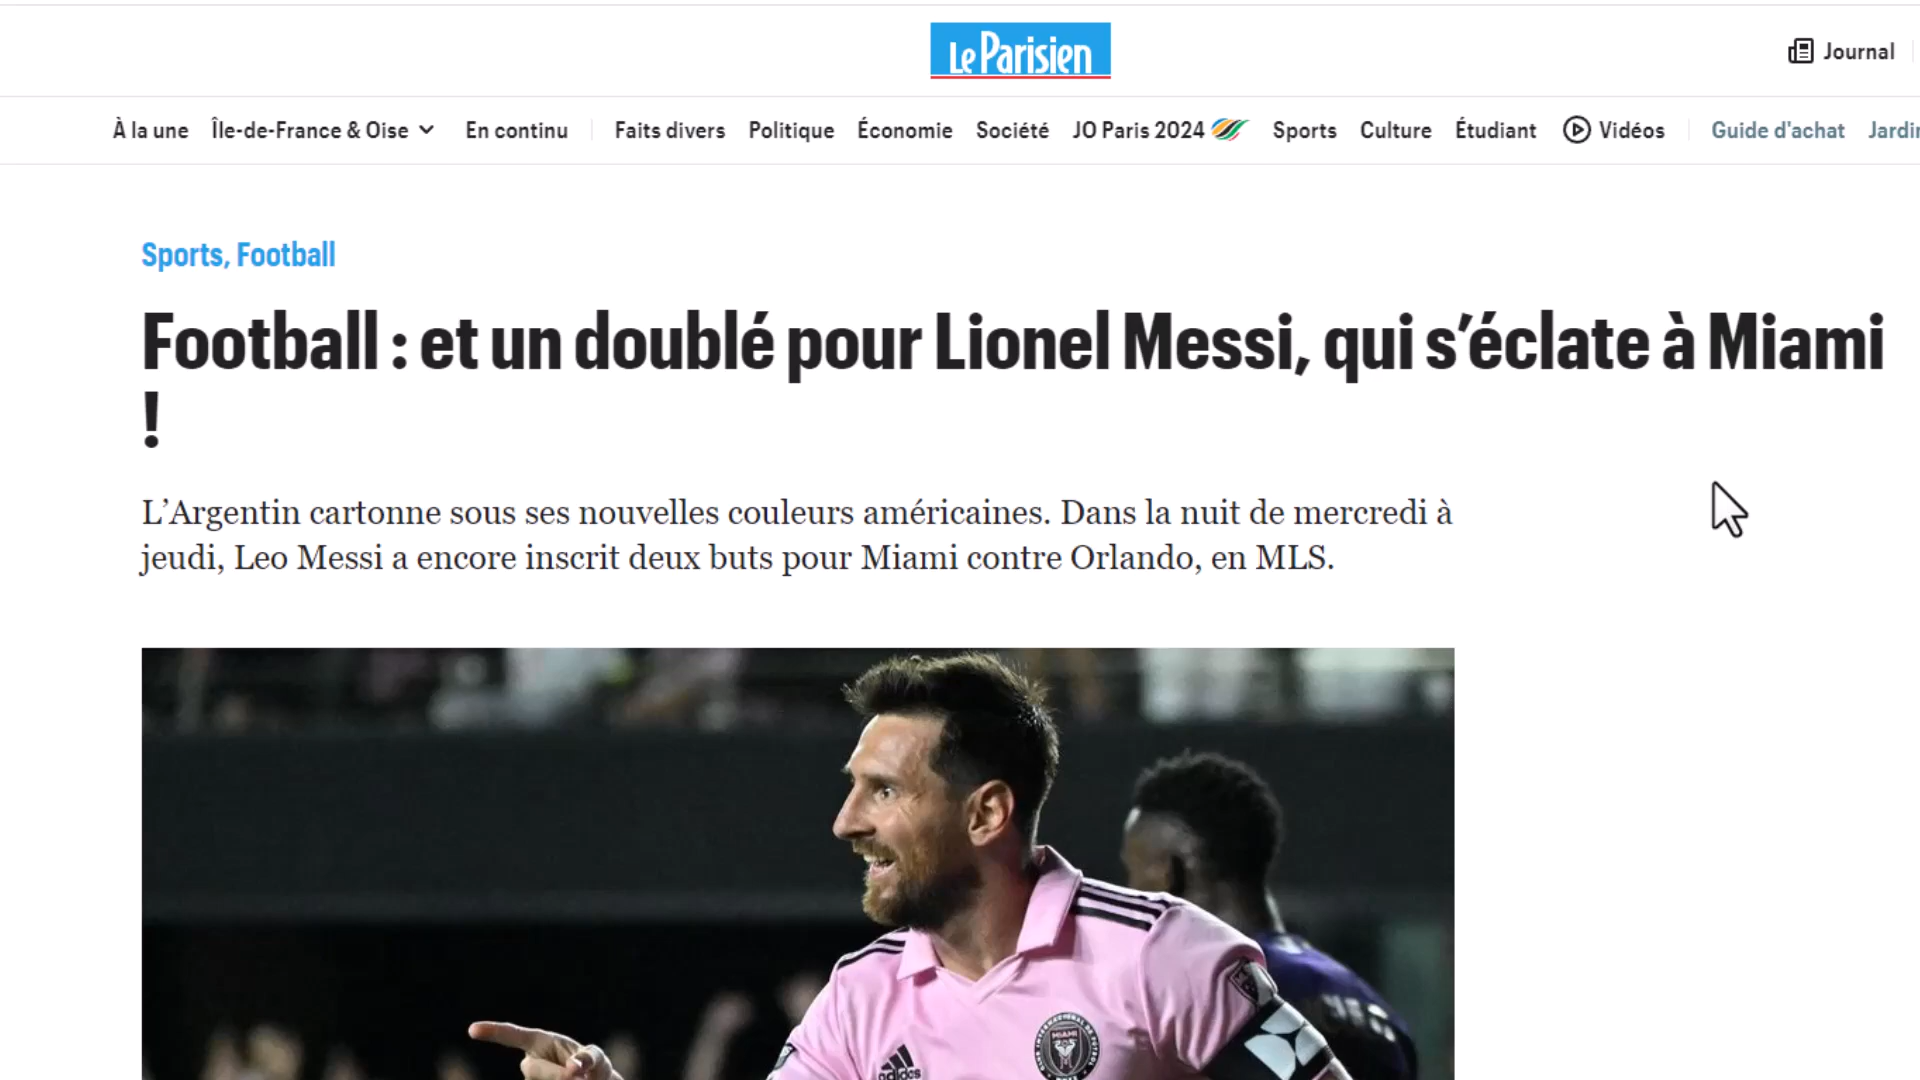 Le Parisien
Journal
À la une Île-de-France & Oise En continu Faits divers Politique Économie Société JO Paris 2024 Sports Culture Étudiant Vidéos Guide d'achat
Sports, Football
Football : et un doublé pour Lionel Messi, qui s’éclate à Miami
!
L’Argentin cartonne sous ses nouvelles couleurs américaines. Dans la nuit de mercredi à
jeudi, Leo Messi a encore inscrit deux buts pour Miami contre Orlando, en MLS.
MIAMI
adidas